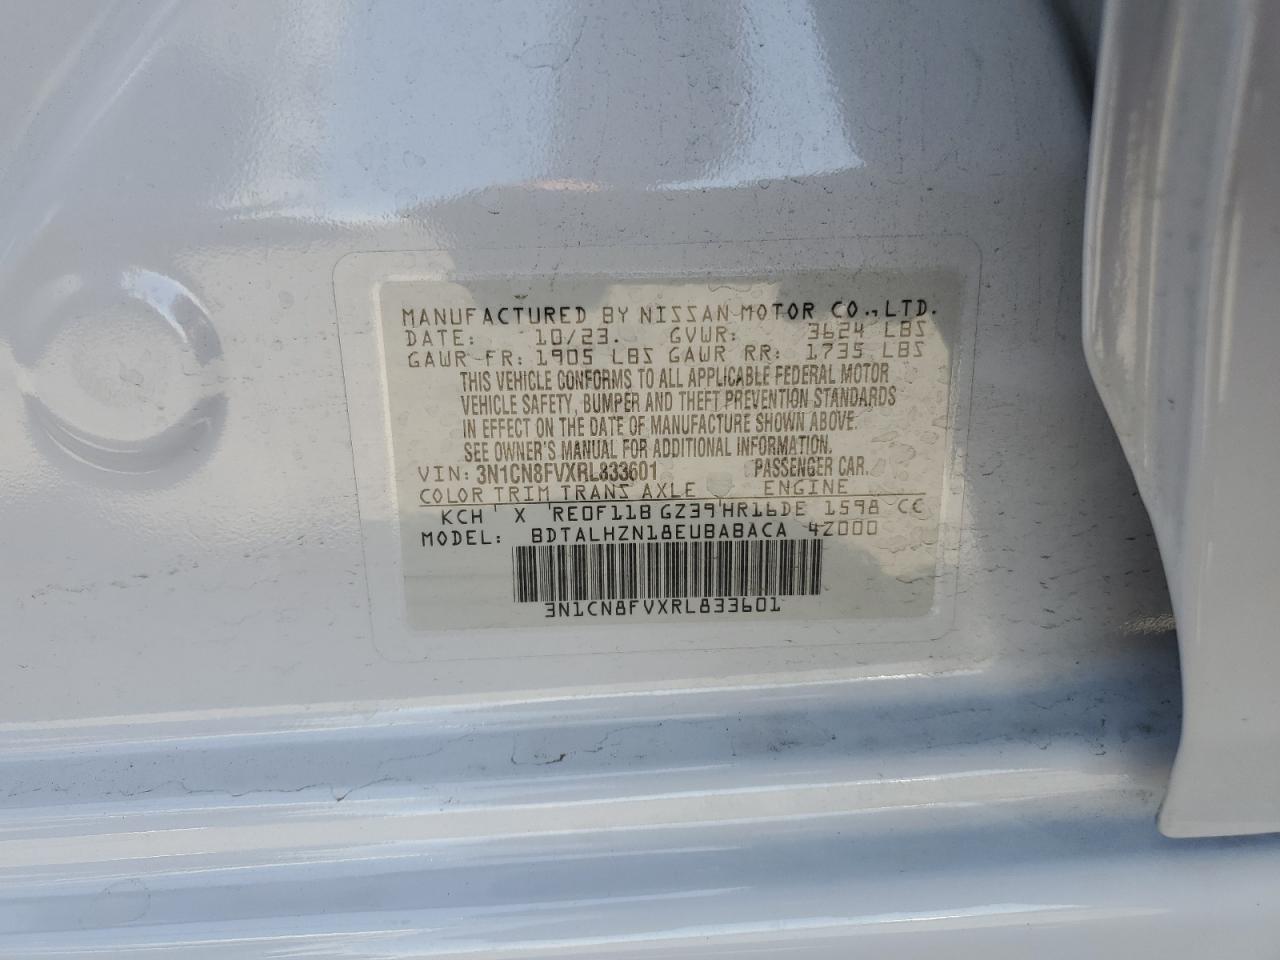 MANUFACTURED BY NISSAN MOTOR CO.,LTD.
DATE: 10/23. GVWR: 3624 LBS
GAWR FR: 1905 LBS GAWR RR: 1735 LBS
THIS VEHICLE CONFORMS TO ALL APPLICABLE FEDERAL MOTOR
VEHICLE SAFETY, BUMPER AND THEFT PREVENTION STANDARDS
IN EFFECT ON THE DATE OF MANUFACTURE SHOWN ABOVE.
SEE OWNER'S MANUAL FOR ADDITIONAL INFORMATION.
VIN: 3N1CN8FVXRL833601 PASSENGER CAR.
COLOR TRIM TRANS AXLE ENGINE
KCH X RE0F11B GZ39 HR16DE 1598 CC
MODEL: BDTALHZN18EUBABACA 4Z000
3N1CN8FVXRL833601